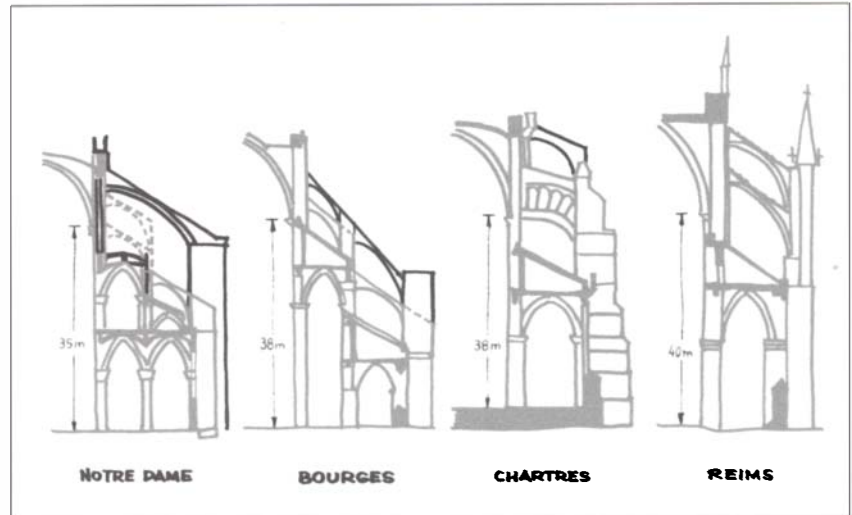 35m
38m
38m
40m
NOTRE DAME
BOURGES
CHARTRES
REIMS